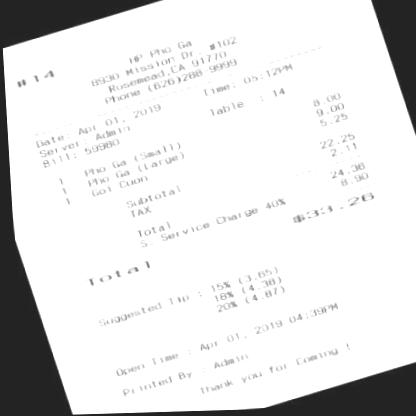 #14
HP Pho Ga
8930 Mission Dr. #102
Rosemead,CA 91770
Phone (626)288 9999
Date: Apr 01, 2019 Time: 05:12PM
Server : Admin Table : 14
Bill: 59980
1 Pho Ga (Small) 8.00
1 Pho Ga (Large) 9.00
1 Goi Cuon 5.25
Subtotal 22.25
TAX 2.11
Total 24.36
S. Service Charge 40% 8.90
Total $33.26
Suggested Tip : 15% (3.65)
18% (4.38)
20% (4.87)
Open Time : Apr 01, 2019 04:39PM
Printed By : Admin
Thank you for Coming !